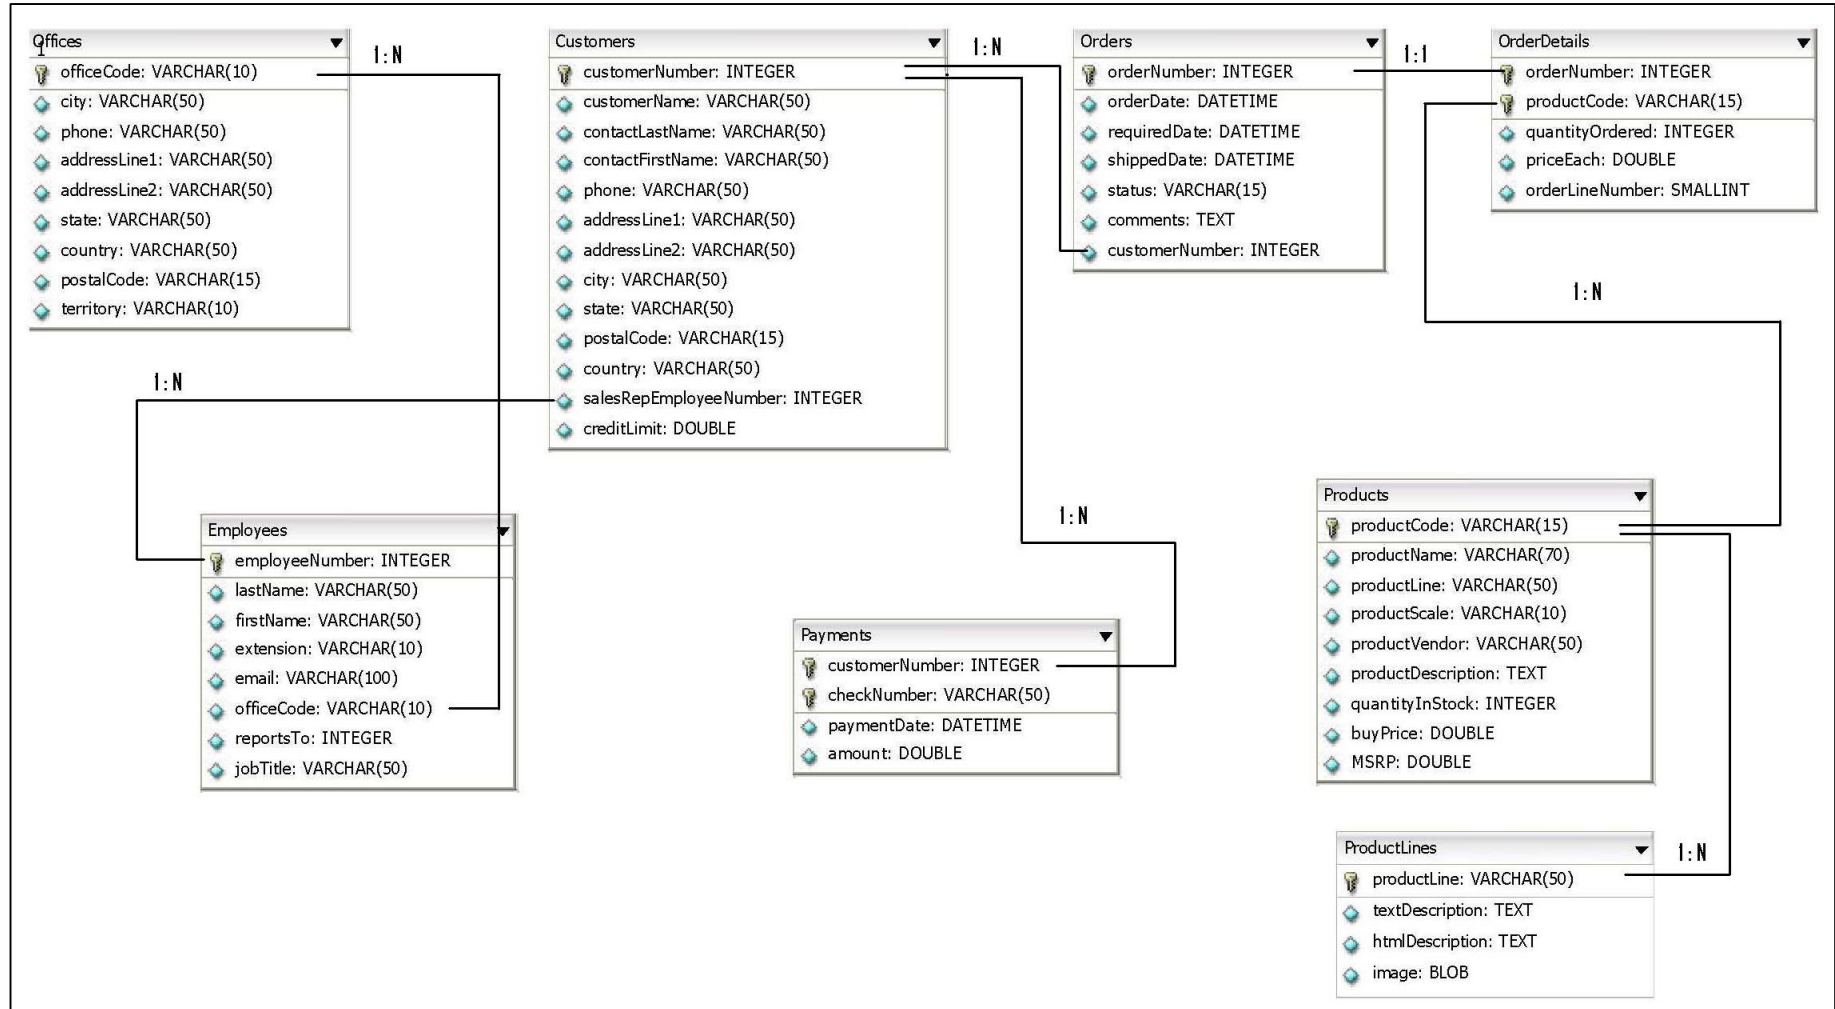 Offices
officeCode: VARCHAR(10)
city: VARCHAR(50)
phone: VARCHAR(50)
addressLine1: VARCHAR(50)
addressLine2: VARCHAR(50)
state: VARCHAR(50)
country: VARCHAR(50)
postalCode: VARCHAR(15)
territory: VARCHAR(10)
1:N
Customers
customerNumber: INTEGER
customerName: VARCHAR(50)
contactLastName: VARCHAR(50)
contactFirstName: VARCHAR(50)
phone: VARCHAR(50)
addressLine1: VARCHAR(50)
addressLine2: VARCHAR(50)
city: VARCHAR(50)
state: VARCHAR(50)
postalCode: VARCHAR(15)
country: VARCHAR(50)
salesRepEmployeeNumber: INTEGER
creditLimit: DOUBLE
1:N
Orders
orderNumber: INTEGER
orderDate: DATETIME
requiredDate: DATETIME
shippedDate: DATETIME
status: VARCHAR(15)
comments: TEXT
customerNumber: INTEGER
1:1
OrderDetails
orderNumber: INTEGER
productCode: VARCHAR(15)
quantityOrdered: INTEGER
priceEach: DOUBLE
orderLineNumber: SMALLINT
1:N
1:N
Employees
employeeNumber: INTEGER
lastName: VARCHAR(50)
firstName: VARCHAR(50)
extension: VARCHAR(10)
email: VARCHAR(100)
officeCode: VARCHAR(10)
reportsTo: INTEGER
jobTitle: VARCHAR(50)
1:N
Payments
customerNumber: INTEGER
checkNumber: VARCHAR(50)
paymentDate: DATETIME
amount: DOUBLE
Products
productCode: VARCHAR(15)
productName: VARCHAR(70)
productLine: VARCHAR(50)
productScale: VARCHAR(10)
productVendor: VARCHAR(50)
productDescription: TEXT
quantityInStock: INTEGER
buyPrice: DOUBLE
MSRP: DOUBLE
1:N
ProductLines
productLine: VARCHAR(50)
textDescription: TEXT
htmlDescription: TEXT
image: BLOB